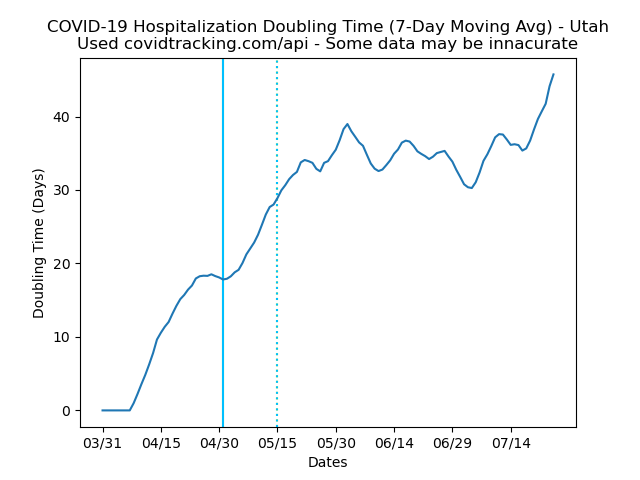 COVID-19 Hospitalization Doubling Time (7-Day Moving Avg) - Utah
Used covidtracking.com/api - Some data may be innacurate
40
30
20
10
0
Doubling Time (Days)
03/31 04/15 04/30 05/15 05/30 06/14 06/29 07/14
Dates